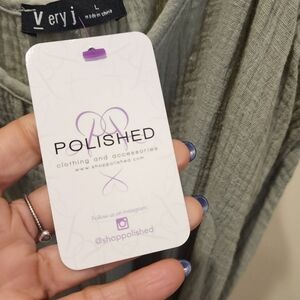 Very j
L
made in china
POLISHED
clothing and accessories
www.shoppolished.com
Follow us on Instagram
@shoppolished